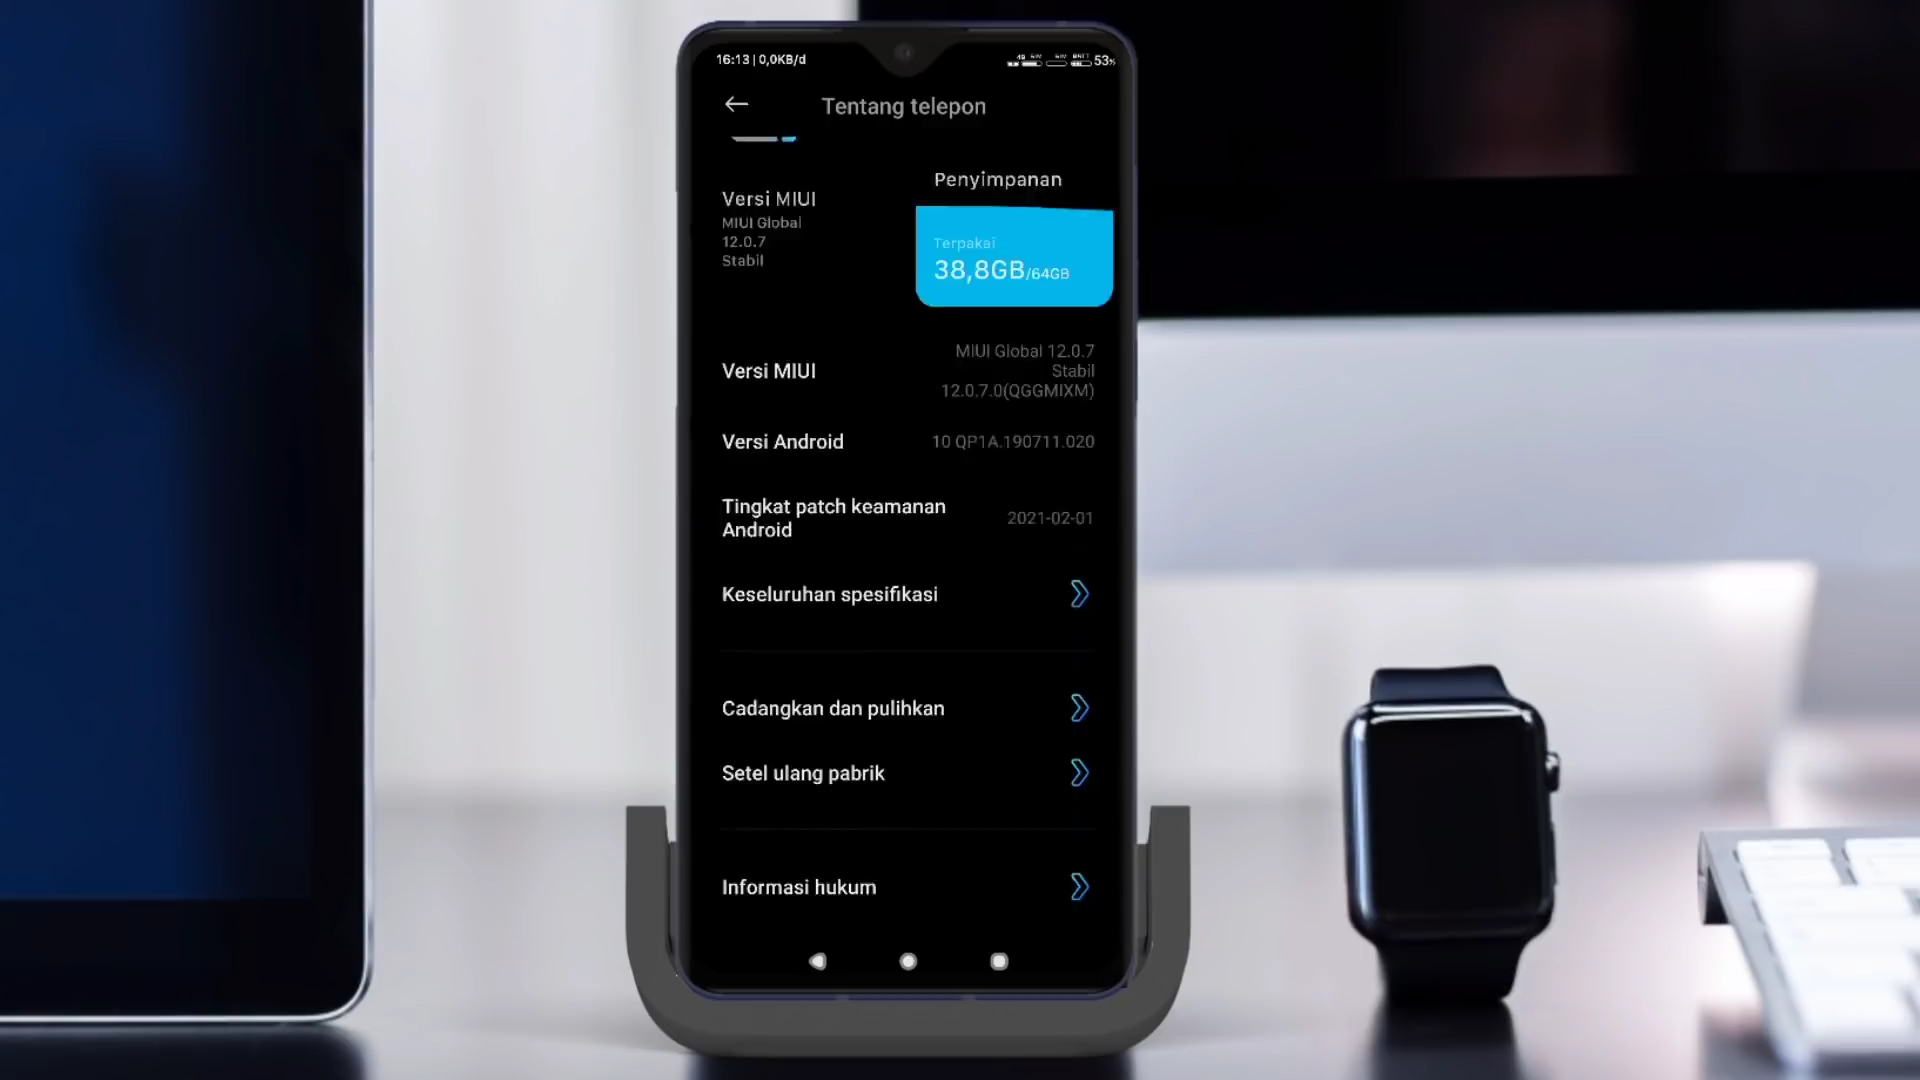 16:13 | 0,0KB/d
53%
Tentang telepon
Penyimpanan
Versi MIUI
MIUI Global
12.0.7
Stabil
Terpakai
38,8GB/64GB
Versi MIUI
MIUI Global 12.0.7
Stabil
12.0.7.0(QGGMIXM)
Versi Android
10 QP1A.190711.020
Tingkat patch keamanan
Android
2021-02-01
Keseluruhan spesifikasi
Cadangkan dan pulihkan
Setel ulang pabrik
Informasi hukum